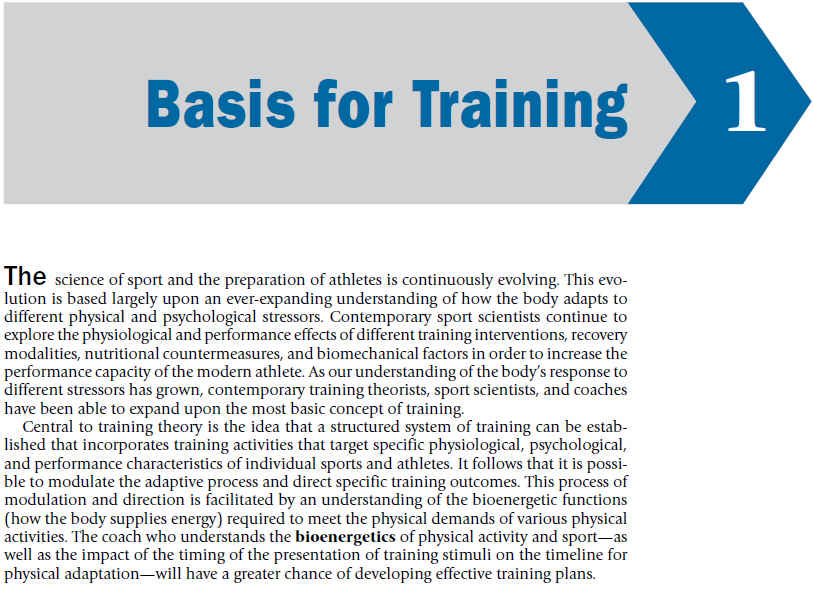 Basis for Training
1
The science of sport and the preparation of athletes is continuously evolving. This evo-
lution is based largely upon an ever-expanding understanding of how the body adapts to
different physical and psychological stressors. Contemporary sport scientists continue to
explore the physiological and performance effects of different training interventions, recovery
modalities, nutritional countermeasures, and biomechanical factors in order to increase the
performance capacity of the modern athlete. As our understanding of the body’s response to
different stressors has grown, contemporary training theorists, sport scientists, and coaches
have been able to expand upon the most basic concept of training.
Central to training theory is the idea that a structured system of training can be estab-
lished that incorporates training activities that target specific physiological, psychological,
and performance characteristics of individual sports and athletes. It follows that it is possi-
ble to modulate the adaptive process and direct specific training outcomes. This process of
modulation and direction is facilitated by an understanding of the bioenergetic functions
(how the body supplies energy) required to meet the physical demands of various physical
activities. The coach who understands the bioenergetics of physical activity and sport—as
well as the impact of the timing of the presentation of training stimuli on the timeline for
physical adaptation—will have a greater chance of developing effective training plans.